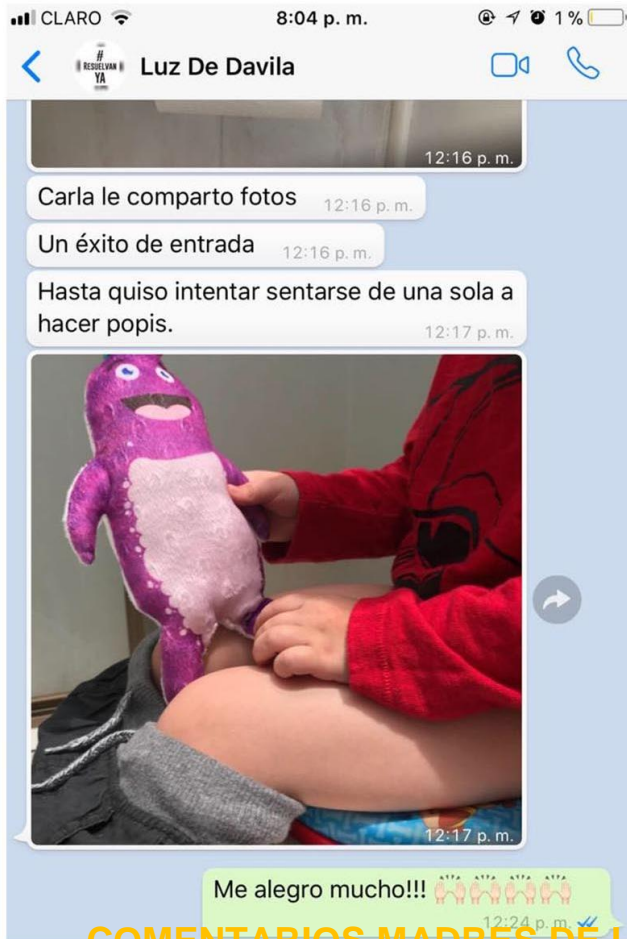 CLARO 8:04 p. m. 1 %
# RESUELVAN YA Luz De Davila
12:16 p. m.
Carla le comparto fotos 12:16 p. m.
Un éxito de entrada 12:16 p. m.
Hasta quiso intentar sentarse de una sola a
hacer popis. 12:17 p. m.
12:17 p. m.
Me alegro mucho!!!
12:24 p. m.
COMENTARIOS MADRES DE